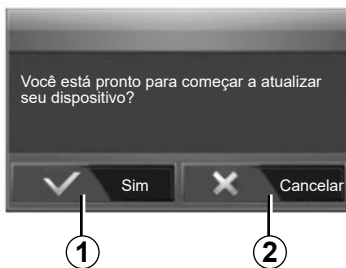 Você está pronto para começar a atualizar
seu dispositivo?
Sim
Cancelar
1
2